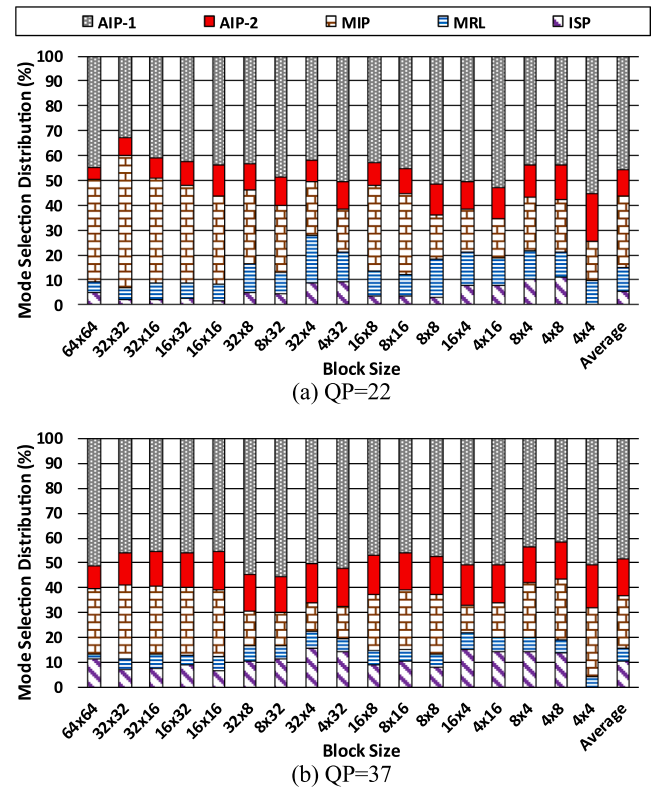 AIP-1 AIP-2 MIP MRL ISP
Mode Selection Distribution (%)
100
90
80
70
60
50
40
30
20
10
0
64x64 32x32 32x16 16x32 16x16 32x8 8x32 32x4 4x32 16x8 8x16 8x8 16x4 4x16 8x4 4x8 4x4 Average
Block Size
(a) QP=22
Mode Selection Distribution (%)
100
90
80
70
60
50
40
30
20
10
0
64x64 32x32 32x16 16x32 16x16 32x8 8x32 32x4 4x32 16x8 8x16 8x8 16x4 4x16 8x4 4x8 4x4 Average
Block Size
(b) QP=37